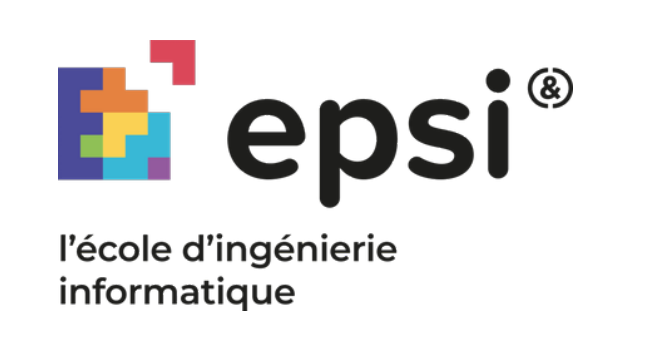 epsi &
l’école d’ingénierie
informatique